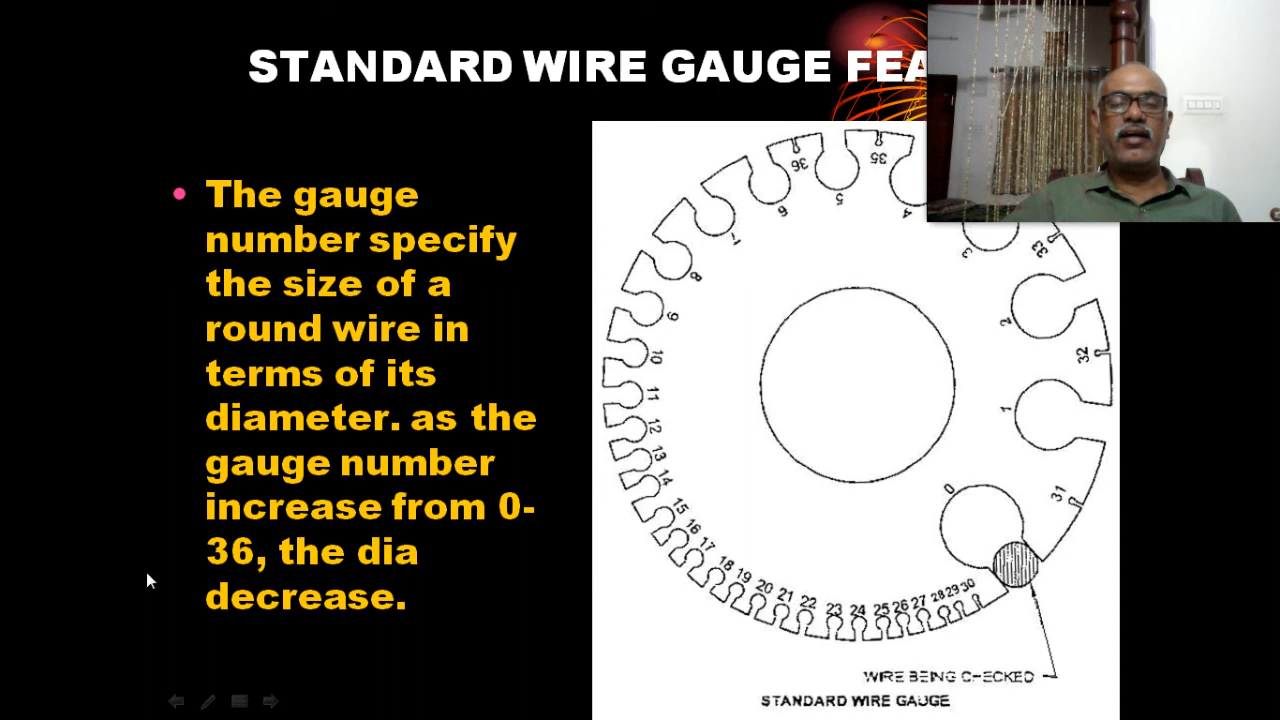 STANDARD WIRE GAUGE FEA
The gauge
number specify
the size of a
round wire in
terms of its
diameter. as the
gauge number
increase from 0-
36, the dia
decrease.
36
35
6
5
4
7
3
33
8
2
9
32
10
11
1
12
13
14
31
0
15
16
17
18
19
20
21
22
23
24
25
26
27
28
29
30
WIRE BEING CHECKED
STANDARD WIRE GAUGE